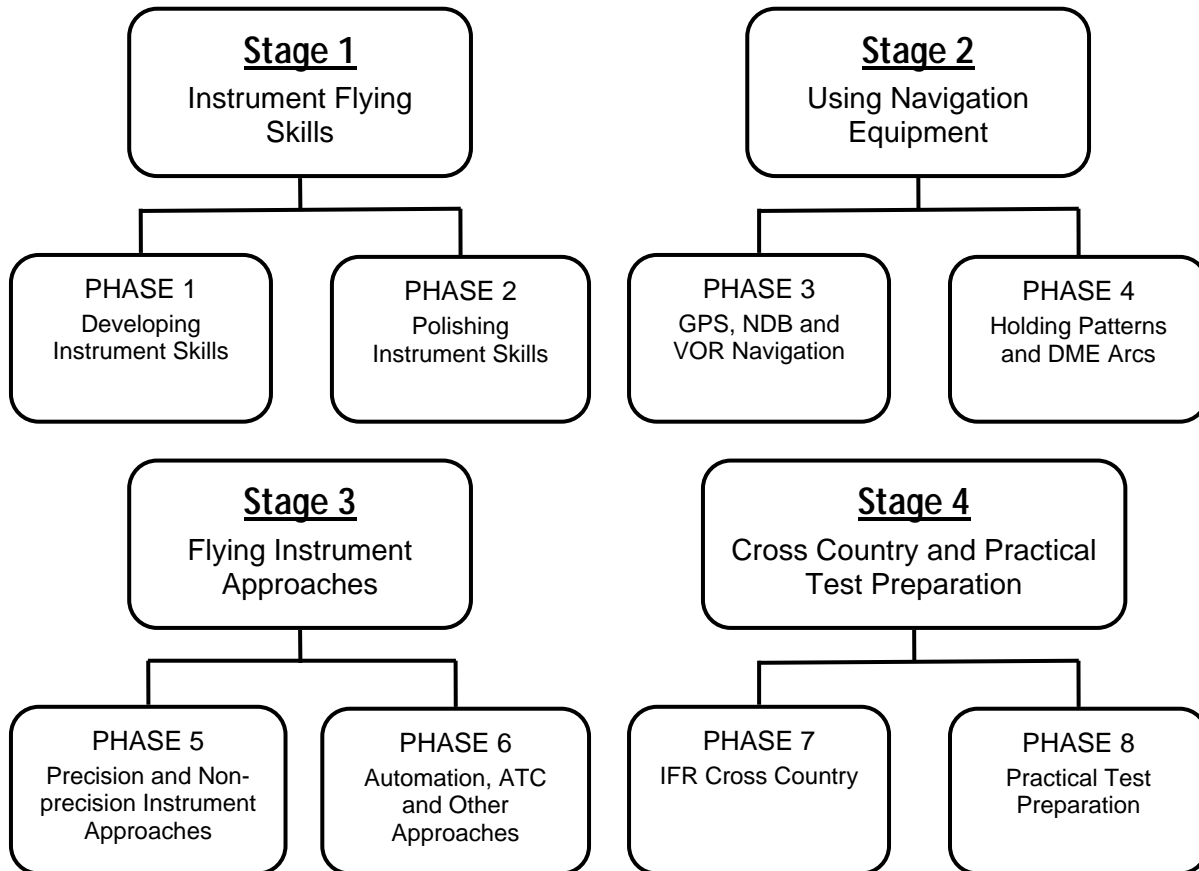 Stage 1
Instrument Flying
Skills
Stage 2
Using Navigation
Equipment
PHASE 1
Developing
Instrument Skills
PHASE 2
Polishing
Instrument Skills
PHASE 3
GPS, NDB and
VOR Navigation
PHASE 4
Holding Patterns
and DME Arcs
Stage 3
Flying Instrument
Approaches
Stage 4
Cross Country and Practical
Test Preparation
PHASE 5
Precision and Non-
precision Instrument
Approaches
PHASE 6
Automation, ATC
and Other
Approaches
PHASE 7
IFR Cross Country
PHASE 8
Practical Test
Preparation